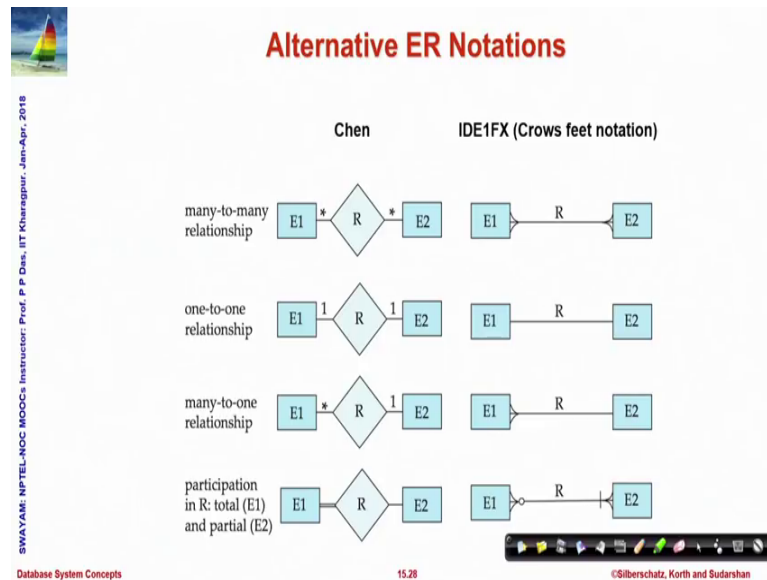 Alternative ER Notations
SWAYAM: NPTEL-NOC MOOCs Instructor: Prof. P P Das, IIT Kharagpur. Jan-Apr, 2018
Chen
IDE1FX (Crows feet notation)
many-to-many
relationship
E1 * R * E2
E1 R E2
one-to-one
relationship
E1 1 R 1 E2
E1 R E2
many-to-one
relationship
E1 * R 1 E2
E1 R E2
participation
in R: total (E1)
and partial (E2)
E1 R E2
E1 R E2
Database System Concepts
15.28
©Silberschatz, Korth and Sudarshan